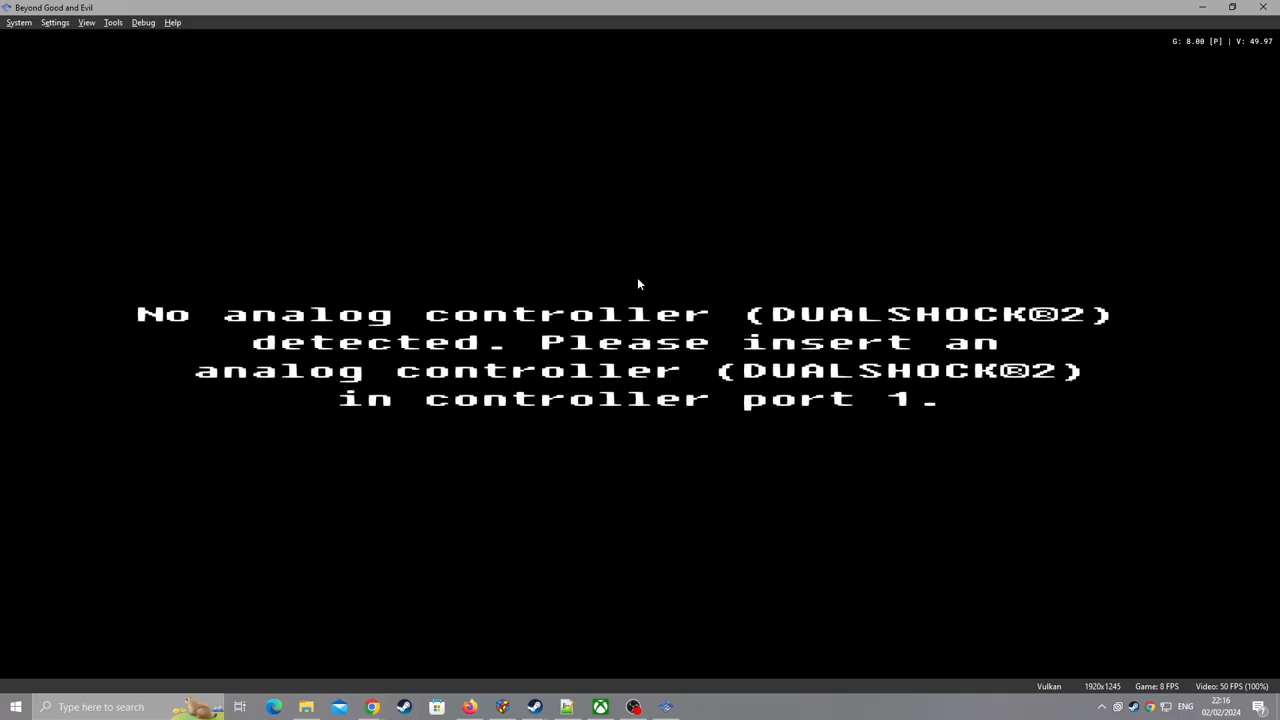 Beyond Good and Evil
System Settings View Tools Debug Help
G: 8.00 [P] | V: 49.97
No analog controller (DUALSHOCK®2)
detected. Please insert an
analog controller (DUALSHOCK®2)
in controller port 1.
Vulkan 1920x1245 Game: 8 FPS Video: 50 FPS (100%)
Type here to search
ENG
22:16
02/02/2024